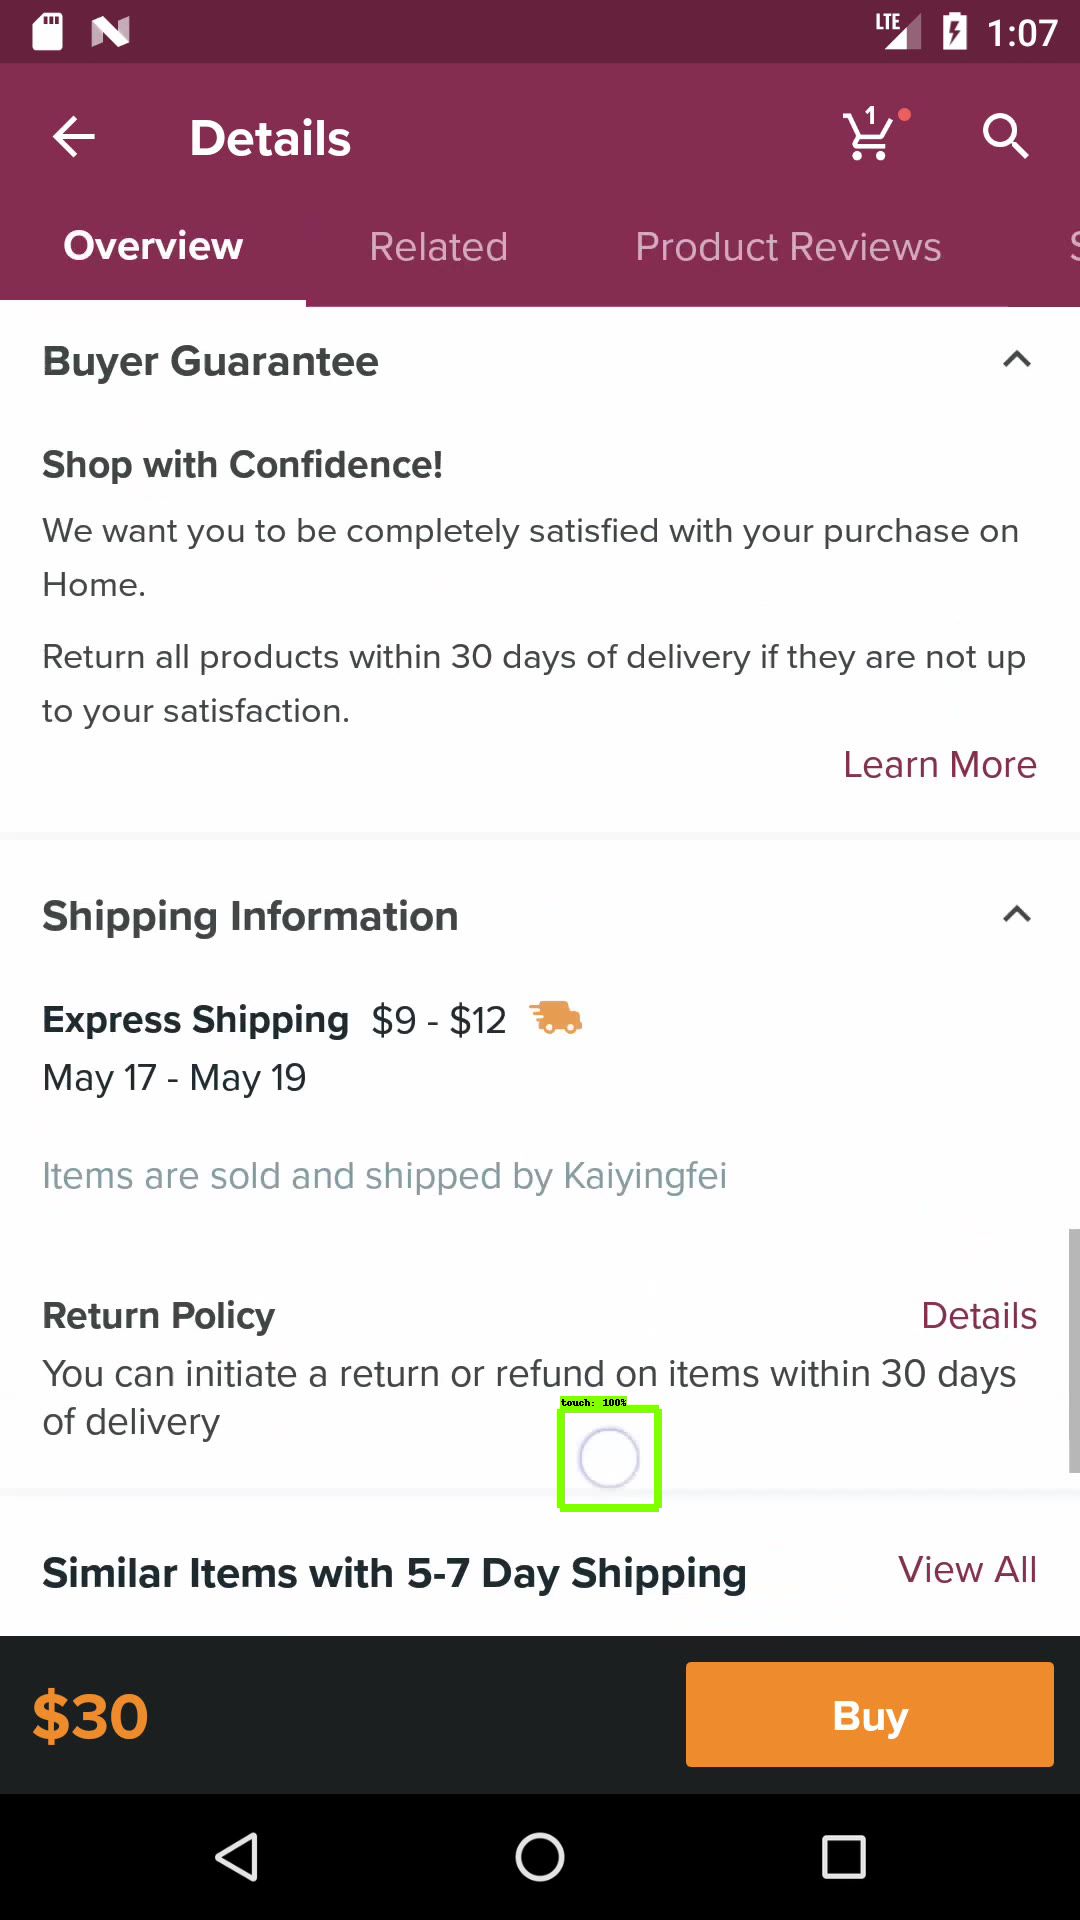 LTE 1:07
Details 1
Overview Related Product Reviews
Buyer Guarantee
Shop with Confidence!
We want you to be completely satisfied with your purchase on
Home.
Return all products within 30 days of delivery if they are not up
to your satisfaction.
Learn More
Shipping Information
Express Shipping $9 - $12
May 17 - May 19
Items are sold and shipped by Kaiyingfei
Return Policy Details
You can initiate a return or refund on items within 30 days
of delivery
touch: 100%
Similar Items with 5-7 Day Shipping View All
$30 Buy